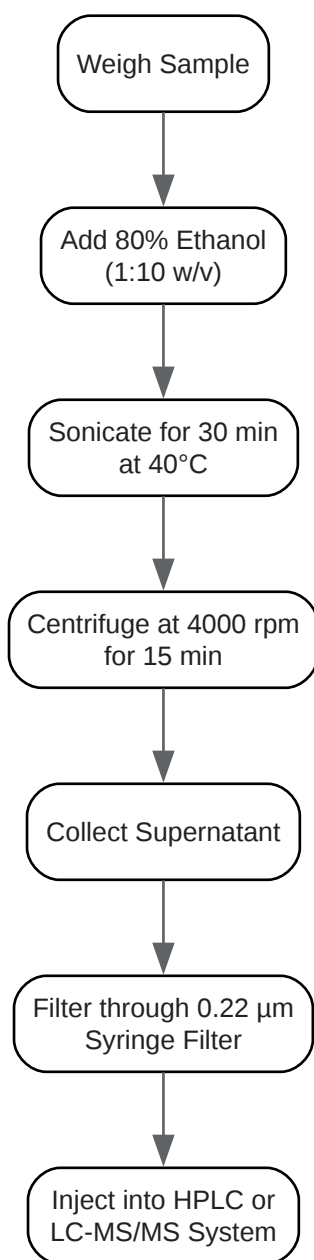 Weigh Sample
Add 80% Ethanol
(1:10 w/v)
Sonicate for 30 min
at 40°C
Centrifuge at 4000 rpm
for 15 min
Collect Supernatant
Filter through 0.22 µm
Syringe Filter
Inject into HPLC or
LC-MS/MS System